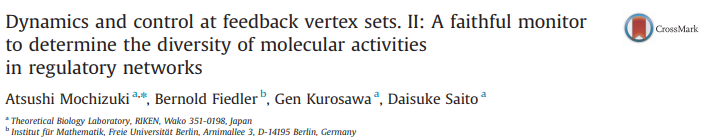 Dynamics and control at feedback vertex sets. II: A faithful monitor
to determine the diversity of molecular activities
in regulatory networks
CrossMark
Atsushi Mochizuki a,*, Bernold Fiedler b, Gen Kurosawa a, Daisuke Saito a
a Theoretical Biology Laboratory, RIKEN, Wako 351-0198, Japan
b Institut für Mathematik, Freie Universität Berlin, Arnimallee 3, D-14195 Berlin, Germany